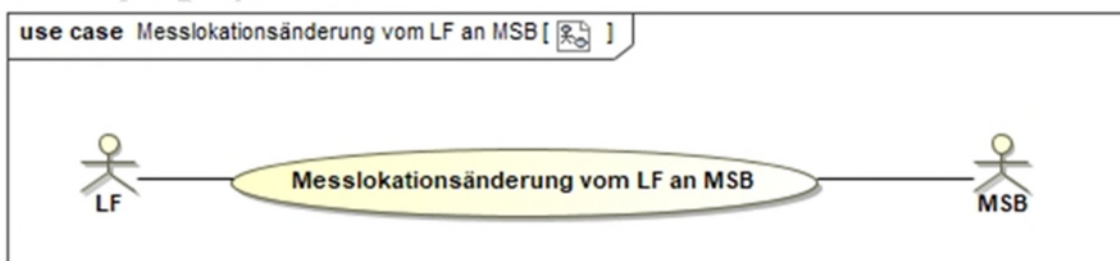 use case Messlokationsänderung vom LF an MSB [ ]
Messlokationsänderung vom LF an MSB
LF
MSB